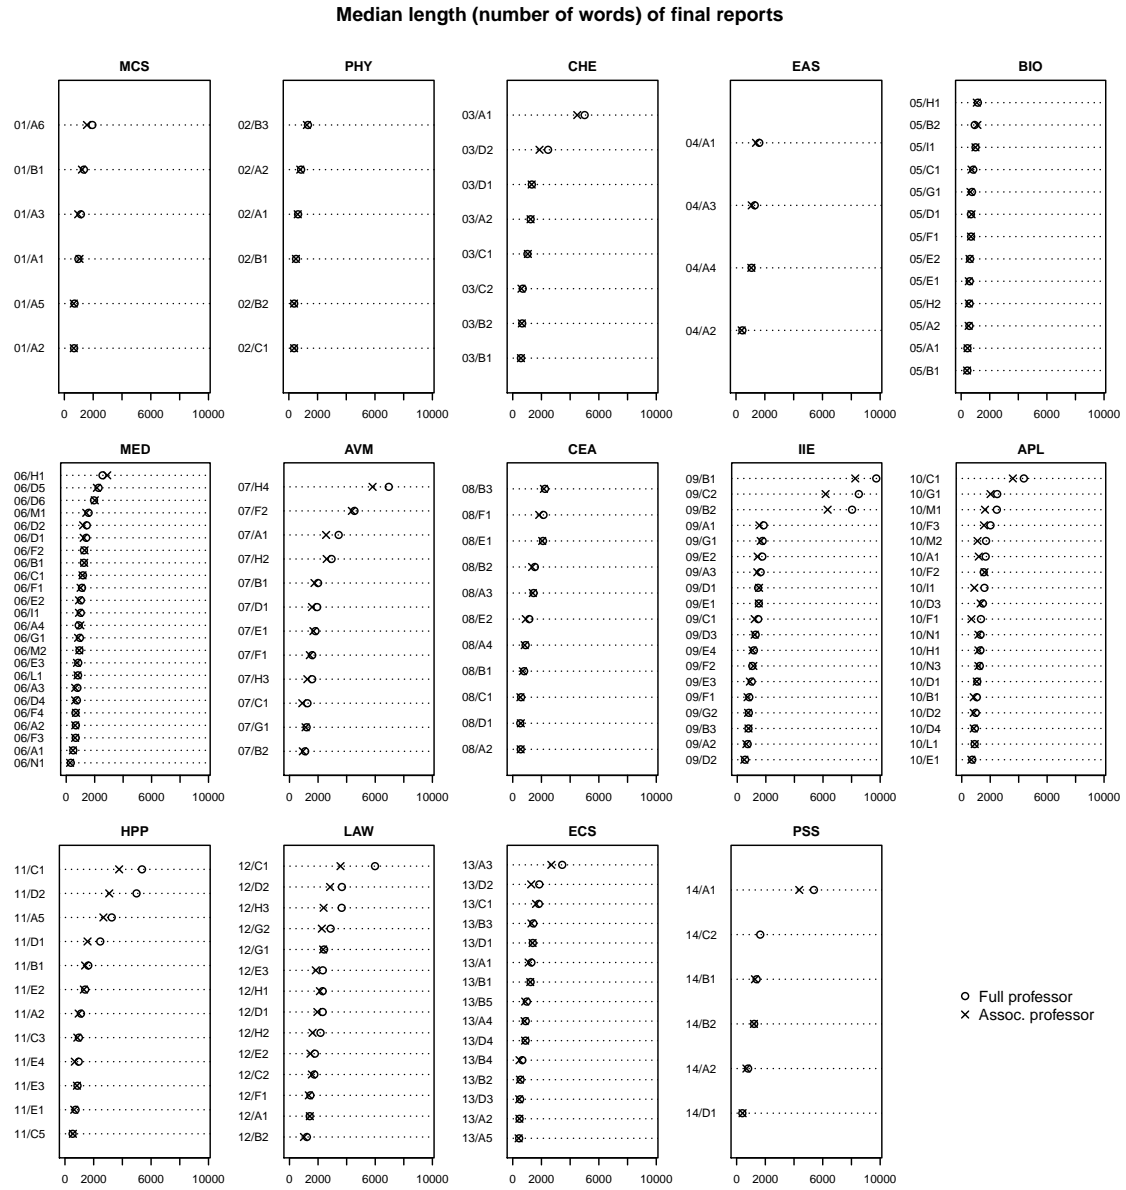 Median length (number of words) of final reports
MCS
01/A6
01/B1
01/A3
01/A1
01/A5
01/A2
0 2000 6000 10000
PHY
02/B3
02/A2
02/A1
02/B1
02/B2
02/C1
0 2000 6000 10000
CHE
03/A1
03/D2
03/D1
03/A2
03/C1
03/C2
03/B2
03/B1
0 2000 6000 10000
EAS
04/A1
04/A3
04/A4
04/A2
0 2000 6000 10000
BIO
05/H1
05/B2
05/I1
05/C1
05/G1
05/D1
05/F1
05/E2
05/E1
05/H2
05/A2
05/A1
05/B1
0 2000 6000 10000
MED
06/H1
06/D5
06/D6
06/M1
06/D2
06/D1
06/F2
06/B1
06/C1
06/F1
06/E2
06/I1
06/A4
06/G1
06/M2
06/E3
06/L1
06/A3
06/D4
06/F4
06/A2
06/F3
06/A1
06/N1
0 2000 6000 10000
AVM
07/H4
07/F2
07/A1
07/H2
07/B1
07/D1
07/E1
07/F1
07/H3
07/C1
07/G1
07/B2
0 2000 6000 10000
CEA
08/B3
08/F1
08/E1
08/B2
08/A3
08/E2
08/A4
08/B1
08/C1
08/D1
08/A2
0 2000 6000 10000
IIE
09/B1
09/C2
09/B2
09/A1
09/G1
09/E2
09/A3
09/D1
09/E1
09/C1
09/D3
09/E4
09/F2
09/E3
09/F1
09/G2
09/B3
09/A2
09/D2
0 2000 6000 10000
APL
10/C1
10/G1
10/M1
10/F3
10/M2
10/A1
10/F2
10/I1
10/D3
10/F1
10/N1
10/H1
10/N3
10/D1
10/B1
10/D2
10/D4
10/L1
10/E1
0 2000 6000 10000
HPP
11/C1
11/D2
11/A5
11/D1
11/B1
11/E2
11/A2
11/C3
11/E4
11/E3
11/E1
11/C5
0 2000 6000 10000
LAW
12/C1
12/D2
12/H3
12/G2
12/G1
12/E3
12/H1
12/D1
12/H2
12/E2
12/C2
12/F1
12/A1
12/B2
0 2000 6000 10000
ECS
13/A3
13/D2
13/C1
13/B3
13/D1
13/A1
13/B1
13/B5
13/A4
13/D4
13/B4
13/B2
13/D3
13/A2
13/A5
0 2000 6000 10000
PSS
14/A1
14/C2
14/B1
14/B2
14/A2
14/D1
0 2000 6000 10000
Full professor
Assoc. professor